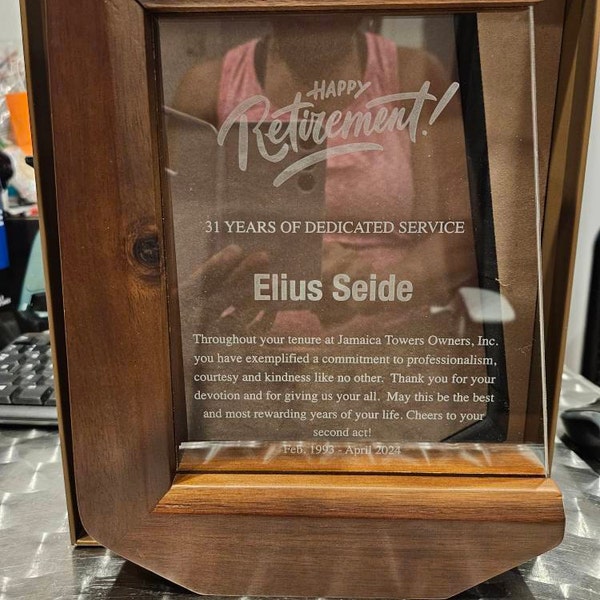 HAPPY
Retirement!
31 YEARS OF DEDICATED SERVICE
Elius Seide
Throughout your tenure at Jamaica Towers Owners, Inc.
you have exemplified a commitment to professionalism,
courtesy and kindness like no other. Thank you for your
devotion and for giving us your all. May this be the best
and most rewarding years of your life. Cheers to your
second act!
Feb. 1993 - April 2024